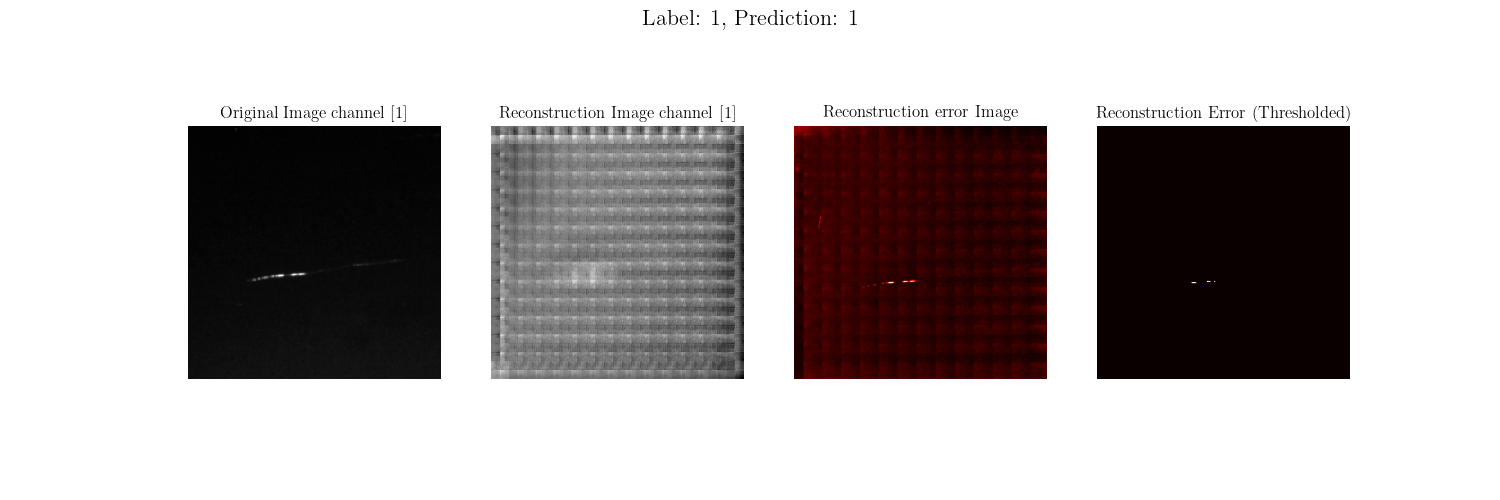 Label: 1, Prediction: 1
Original Image channel [1]
Reconstruction Image channel [1]
Reconstruction error Image
Reconstruction Error (Thresholded)